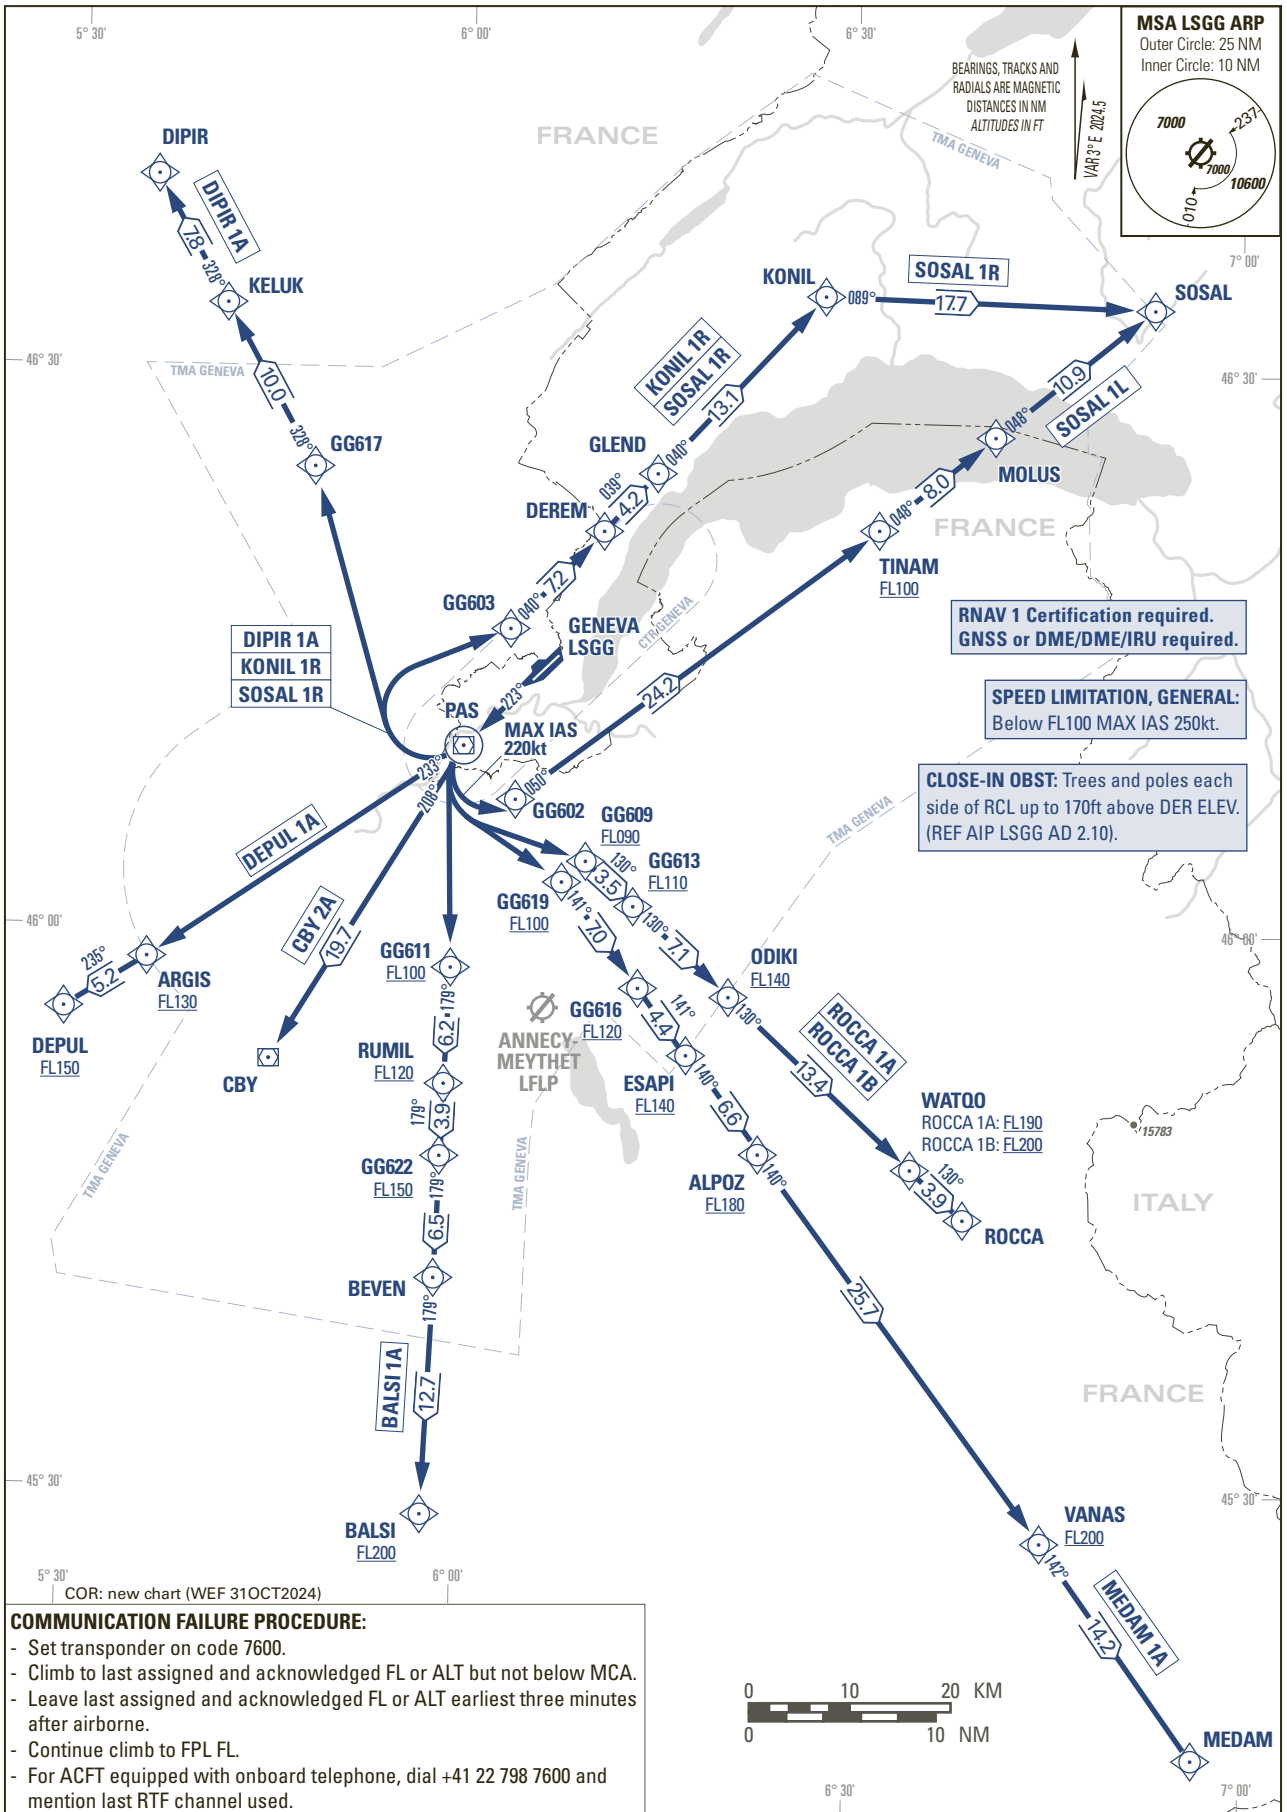 5° 30'
6° 00'
6° 30'
MSA LSGG ARP
Outer Circle: 25 NM
Inner Circle: 10 NM
7000
237
7000
10600
010
BEARINGS, TRACKS AND
RADIALS ARE MAGNETIC
DISTANCES IN NM
ALTITUDES IN FT
VAR 3° E 2024.5
FRANCE
TMA GENEVA
DIPIR
DIPIR 1A
7.8
328°
KELUK
10.0
328°
GG617
46° 30'
TMA GENEVA
7° 00'
KONIL
089°
SOSAL 1R
17.7
SOSAL
KONIL 1R
SOSAL 1R
13.1
040°
10.9
SOSAL 1L
048°
46° 30'
GLEND
039°
4.2
DEREM
MOLUS
8.0
048°
FRANCE
TINAM
FL100
7.2
040°
GG603
GENEVA
LSGG
CTR GENEVA
223°
RNAV 1 Certification required.
GNSS or DME/DME/IRU required.
DIPIR 1A
KONIL 1R
SOSAL 1R
24.2
SPEED LIMITATION, GENERAL:
Below FL100 MAX IAS 250kt.
PAS
MAX IAS
220kt
233°
208°
050°
GG602
CLOSE-IN OBST: Trees and poles each
side of RCL up to 170ft above DER ELEV.
(REF AIP LSGG AD 2.10).
TMA GENEVA
DEPUL 1A
GG609
FL090
130°
3.5
GG613
FL110
GG619
FL100
141°
7.0
130°
7.1
46° 00'
46° 00'
CBY 2A
19.7
235°
5.2
ARGIS
FL130
DEPUL
FL150
CBY
GG611
FL100
179°
6.2
ODIKI
FL140
130°
GG616
FL120
141°
4.4
ANNECY-
MEYTHET
LFLP
RUMIL
FL120
179°
3.9
ROCCA 1A
ROCCA 1B
13.4
ESAPI
FL140
140°
6.6
WATQO
ROCCA 1A: FL190
ROCCA 1B: FL200
15783
130°
3.9
ROCCA
TMA GENEVA
TMA GENEVA
GG622
FL150
179°
6.5
ALPOZ
FL180
140°
ITALY
BEVEN
179°
25.7
BALSI 1A
12.7
FRANCE
45° 30'
45° 30'
BALSI
FL200
VANAS
FL200
142°
MEDAM 1A
14.2
MEDAM
5° 30'
6° 00'
COR: new chart (WEF 31OCT2024)
COMMUNICATION FAILURE PROCEDURE:
- Set transponder on code 7600.
- Climb to last assigned and acknowledged FL or ALT but not below MCA.
- Leave last assigned and acknowledged FL or ALT earliest three minutes
after airborne.
- Continue climb to FPL FL.
- For ACFT equipped with onboard telephone, dial +41 22 798 7600 and
mention last RTF channel used.
0 10 20 KM
0 10 NM
6° 30'
7° 00'